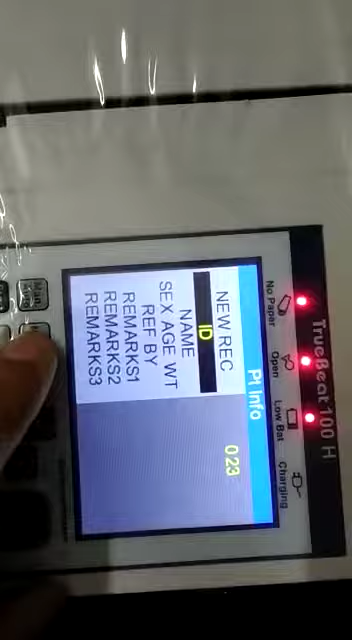 TrueBeat 100 H
No Paper
Open
Low Bat
Charging
Pt Info
NEW REC
ID
023
NAME
SEX AGE WT
REF BY
REMARKS1
REMARKS2
REMARKS3